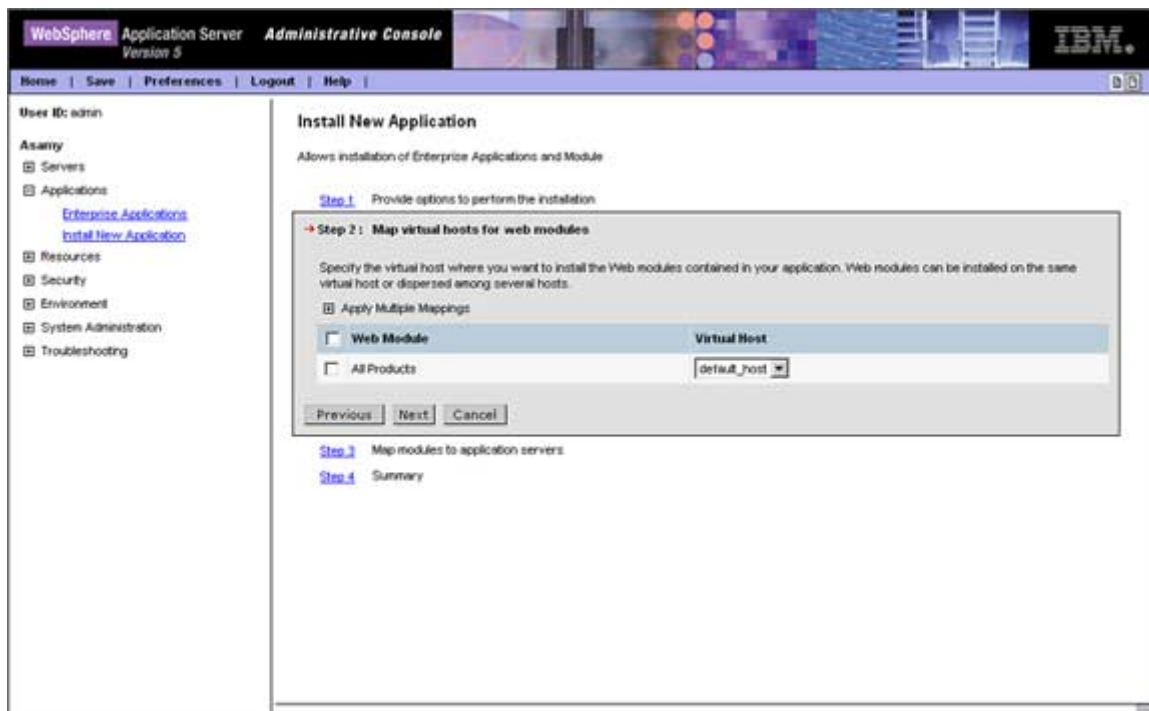 WebSphere Application Server Administrative Console
Version 5
IBM.
Home | Save | Preferences | Logout | Help |
User ID: admin
Asamy
Servers
Applications
Enterprise Applications
Install New Application
Resources
Security
Environment
System Administration
Troubleshooting
Install New Application
Allows installation of Enterprise Applications and Module
Step 1 Provide options to perform the installation
Step 2 : Map virtual hosts for web modules
Specify the virtual host where you want to install the Web modules contained in your application. Web modules can be installed on the same
virtual host or dispersed among several hosts.
Apply Multiple Mappings
Web Module Virtual Host
All Products default_host
Previous Next Cancel
Step 3 Map modules to application servers
Step 4 Summary